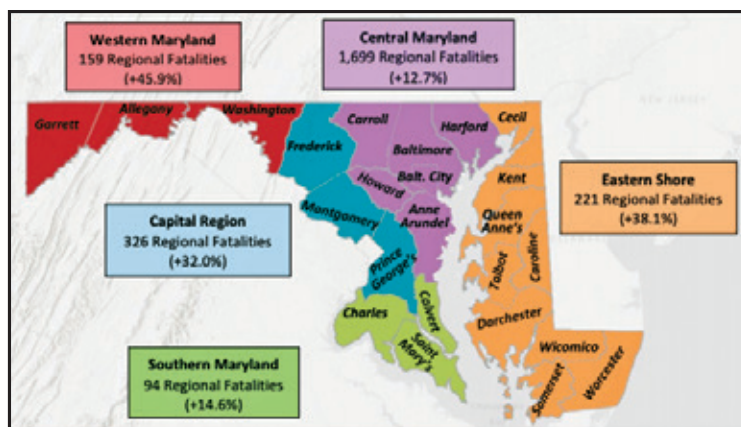 Western Maryland
159 Regional Fatalities
(+45.9%)
Central Maryland
1,699 Regional Fatalities
(+12.7%)
Garrett
Allegany
Washington
Frederick
Carroll
Harford
Cecil
Baltimore
Balt. City
Howard
Kent
Montgomery
Anne
Arundel
Queen
Anne's
Eastern Shore
221 Regional Fatalities
(+38.1%)
Capital Region
326 Regional Fatalities
(+32.0%)
Prince
George's
Talbot
Caroline
Charles
Calvert
Saint
Mary's
Dorchester
Wicomico
Somerset
Worcester
Southern Maryland
94 Regional Fatalities
(+14.6%)